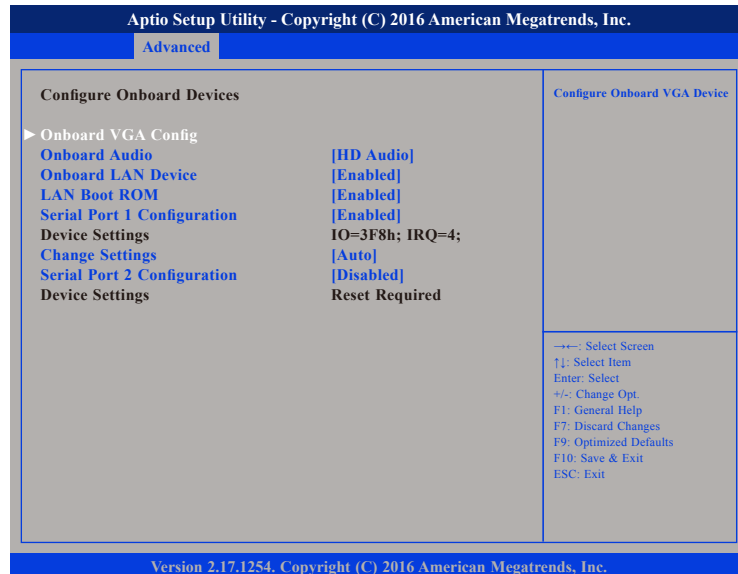 Aptio Setup Utility - Copyright (C) 2016 American Megatrends, Inc.
Advanced
Configure Onboard Devices
► Onboard VGA Config
Onboard Audio [HD Audio]
Onboard LAN Device [Enabled]
LAN Boot ROM [Enabled]
Serial Port 1 Configuration [Enabled]
Device Settings IO=3F8h; IRQ=4;
Change Settings [Auto]
Serial Port 2 Configuration [Disabled]
Device Settings Reset Required
Configure Onboard VGA Device
→←: Select Screen
↑↓: Select Item
Enter: Select
+/-: Change Opt.
F1: General Help
F7: Discard Changes
F9: Optimized Defaults
F10: Save & Exit
ESC: Exit
Version 2.17.1254. Copyright (C) 2016 American Megatrends, Inc.